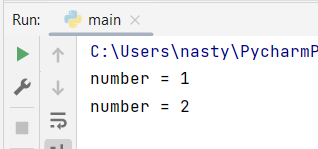 Run: main
C:\Users\nasty\PycharmP
number = 1
number = 2